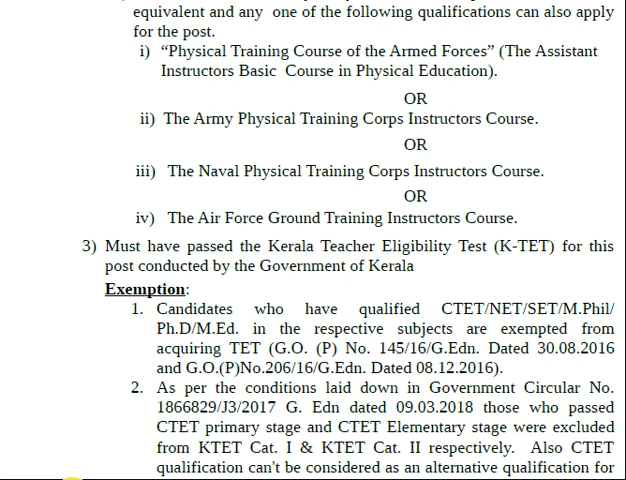 equivalent and any one of the following qualifications can also apply
for the post.
i) “Physical Training Course of the Armed Forces” (The Assistant
Instructors Basic Course in Physical Education).
OR
ii) The Army Physical Training Corps Instructors Course.
OR
iii) The Naval Physical Training Corps Instructors Course.
OR
iv) The Air Force Ground Training Instructors Course.
3) Must have passed the Kerala Teacher Eligibility Test (K-TET) for this
post conducted by the Government of Kerala
Exemption:
1. Candidates who have qualified CTET/NET/SET/M.Phil/
Ph.D/M.Ed. in the respective subjects are exempted from
acquiring TET (G.O. (P) No. 145/16/G.Edn. Dated 30.08.2016
and G.O.(P)No.206/16/G.Edn. Dated 08.12.2016).
2. As per the conditions laid down in Government Circular No.
1866829/J3/2017 G. Edn dated 09.03.2018 those who passed
CTET primary stage and CTET Elementary stage were excluded
from KTET Cat. I & KTET Cat. II respectively. Also CTET
qualification can't be considered as an alternative qualification for